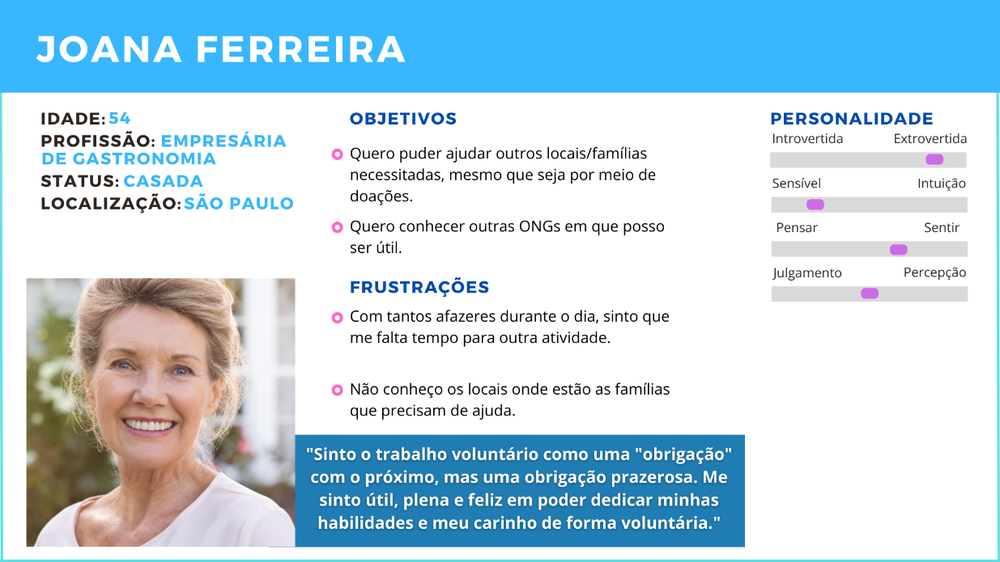 JOANA FERREIRA
IDADE: 54
PROFISSÃO: EMPRESÁRIA
DE GASTRONOMIA
STATUS: CASADA
LOCALIZAÇÃO: SÃO PAULO
OBJETIVOS
Quero puder ajudar outros locais/famílias
necessitadas, mesmo que seja por meio de
doações.
Quero conhecer outras ONGs em que posso
ser útil.
FRUSTRAÇÕES
Com tantos afazeres durante o dia, sinto que
me falta tempo para outra atividade.
Não conheço os locais onde estão as famílias
que precisam de ajuda.
"Sinto o trabalho voluntário como uma "obrigação"
com o próximo, mas uma obrigação prazerosa. Me
sinto útil, plena e feliz em poder dedicar minhas
habilidades e meu carinho de forma voluntária."
PERSONALIDADE
Introvertida Extrovertida
Sensível Intuição
Pensar Sentir
Julgamento Percepção